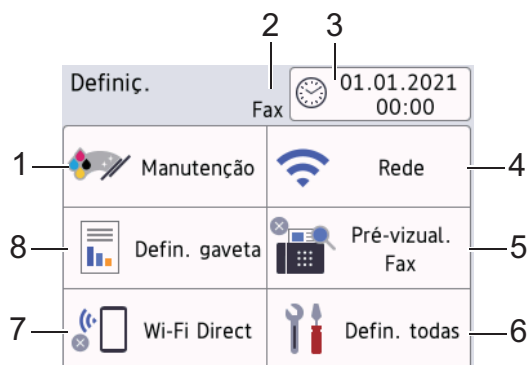 2 3
Definiç.
Fax
01.01.2021
00:00
1 Manutenção Rede 4
8 Defin. gaveta Pré-vizual.
Fax 5
7 Wi-Fi Direct Defin. todas 6